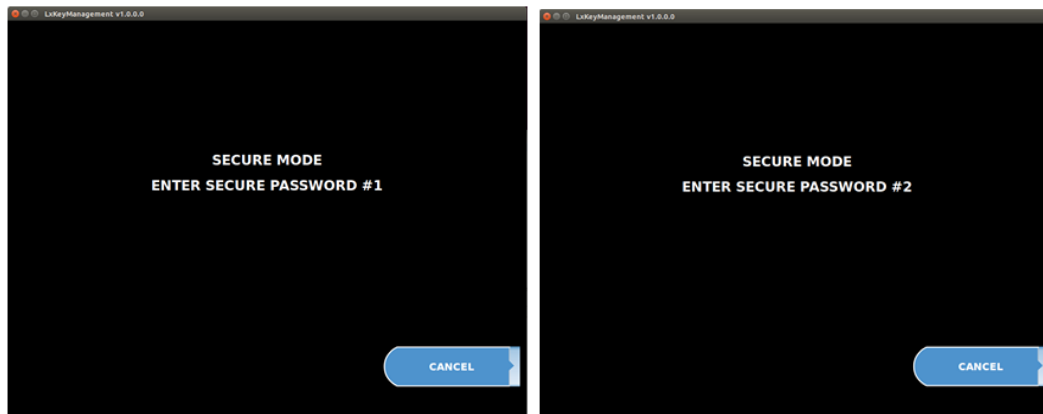 LxKeyManagement v1.0.0.0
SECURE MODE
ENTER SECURE PASSWORD #1
CANCEL
LxKeyManagement v1.0.0.0
SECURE MODE
ENTER SECURE PASSWORD #2
CANCEL